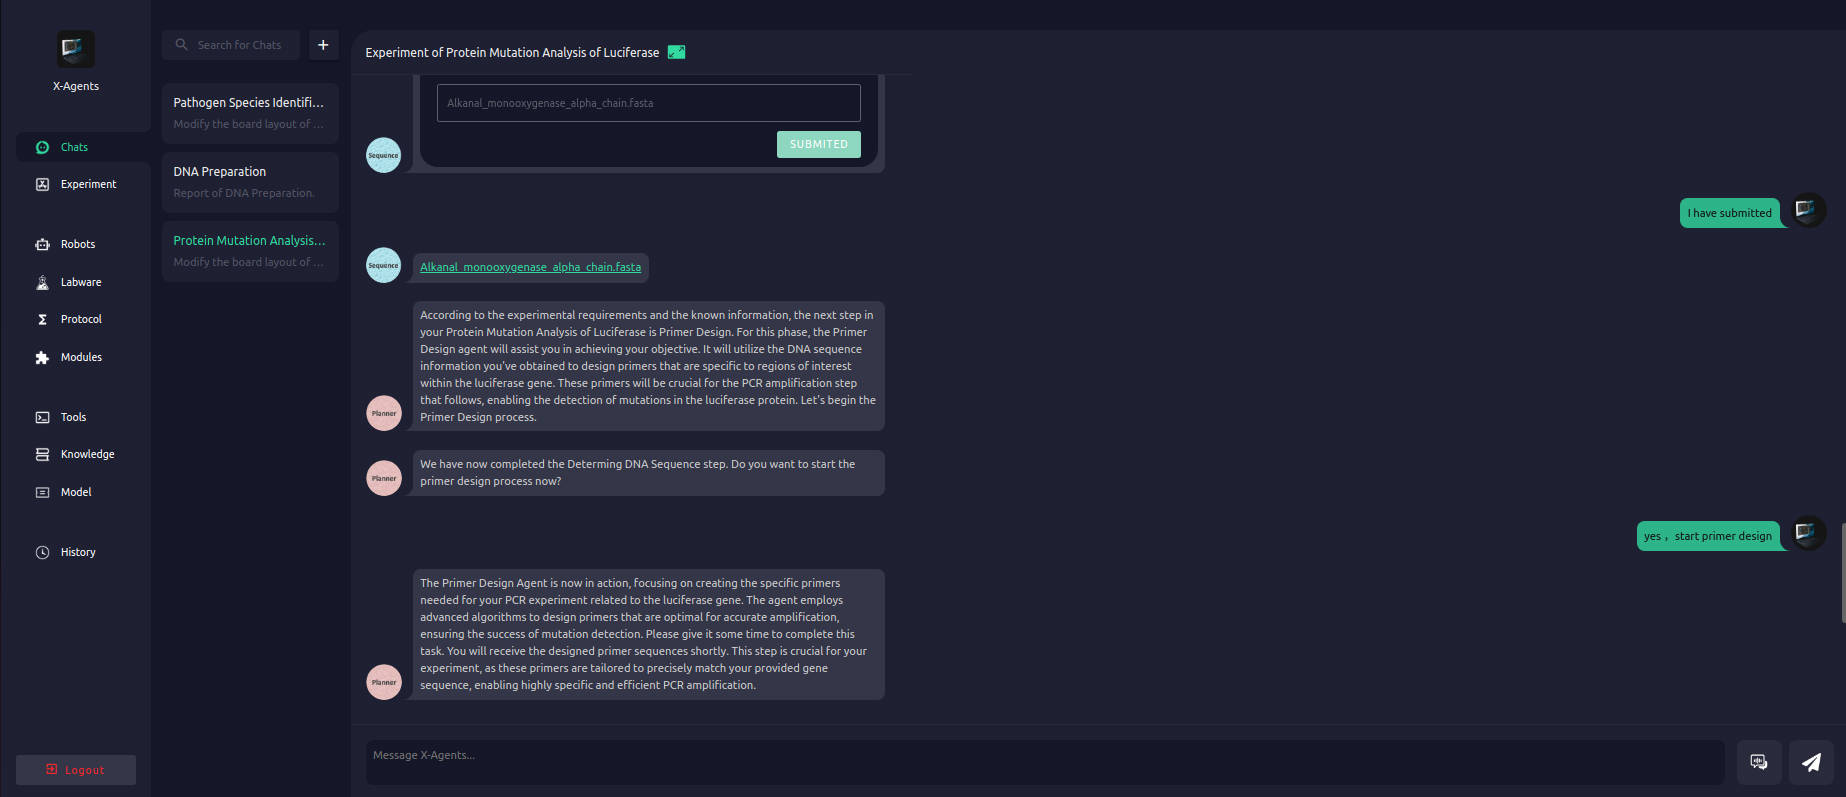 X-Agents
Chats
Experiment
Robots
Labware
Protocol
Modules
Tools
Knowledge
Model
History
Logout
Search for Chats
+
Pathogen Species Identifi...
Modify the board layout of ...
DNA Preparation
Report of DNA Preparation.
Protein Mutation Analysis...
Modify the board layout of ...
Experiment of Protein Mutation Analysis of Luciferase
Alkanal_monooxygenase_alpha_chain.fasta
SUBMITED
Sequence
I have submitted
Sequence
Alkanal_monooxygenase_alpha_chain.fasta
According to the experimental requirements and the known information, the next step in
your Protein Mutation Analysis of Luciferase is Primer Design. For this phase, the Primer
Design agent will assist you in achieving your objective. It will utilize the DNA sequence
information you've obtained to design primers that are specific to regions of interest
within the luciferase gene. These primers will be crucial for the PCR amplification step
that follows, enabling the detection of mutations in the luciferase protein. Let's begin the
Primer Design process.
Planner
We have now completed the Determing DNA Sequence step. Do you want to start the
primer design process now?
Planner
yes， start primer design
The Primer Design Agent is now in action, focusing on creating the specific primers
needed for your PCR experiment related to the luciferase gene. The agent employs
advanced algorithms to design primers that are optimal for accurate amplification,
ensuring the success of mutation detection. Please give it some time to complete this
task. You will receive the designed primer sequences shortly. This step is crucial for your
experiment, as these primers are tailored to precisely match your provided gene
sequence, enabling highly specific and efficient PCR amplification.
Planner
Message X-Agents...